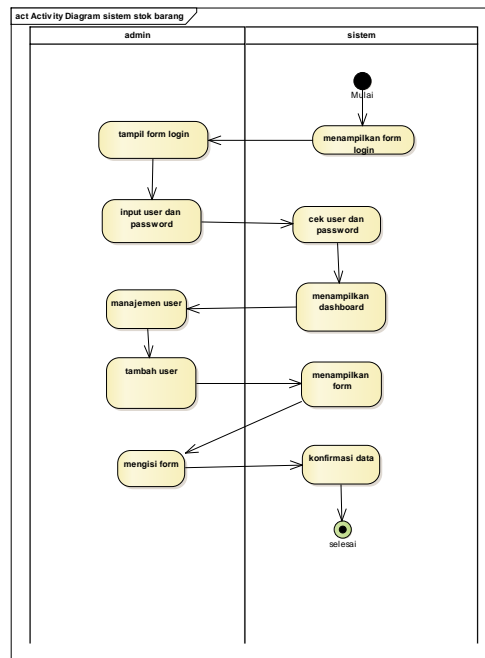 act Activity Diagram sistem stok barang
admin
sistem
Mulai
menampilkan form
login
tampil form login
input user dan
password
cek user dan
password
menampilkan
dashboard
manajemen user
tambah user
menampilkan
form
mengisi form
konfirmasi data
selesai